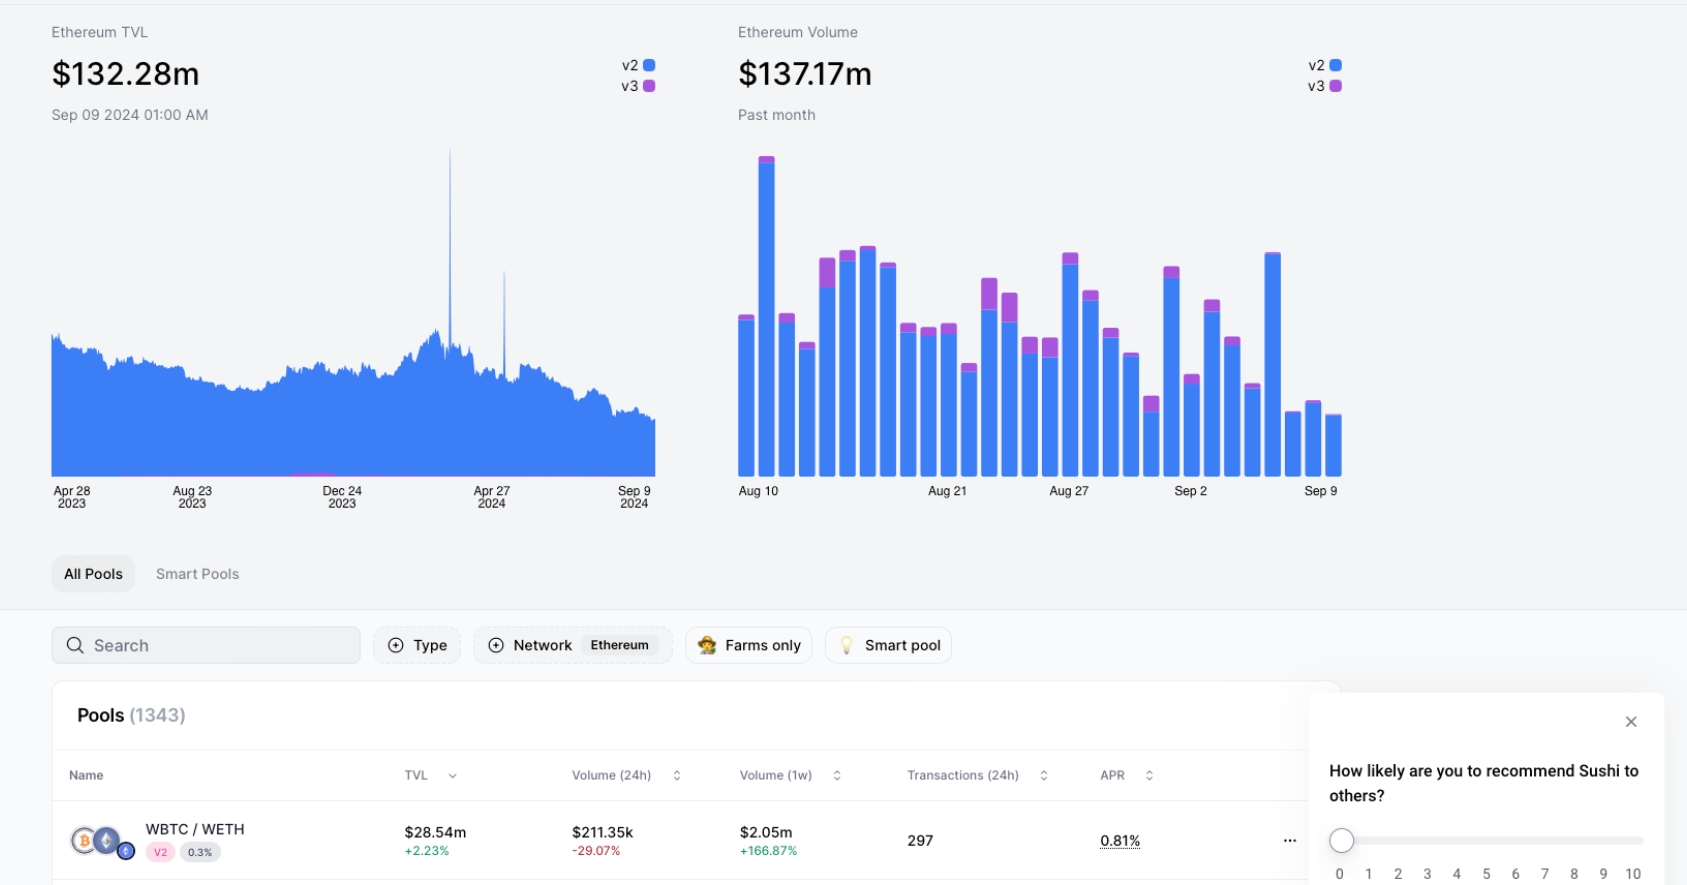 Ethereum TVL
$132.28m
v2
v3
Sep 09 2024 01:00 AM
Apr 28 2023
Aug 23 2023
Dec 24 2023
Apr 27 2024
Sep 9 2024
Ethereum Volume
$137.17m
v2
v3
Past month
Aug 10
Aug 21
Aug 27
Sep 2
Sep 9
All Pools
Smart Pools
Search
Type
Network Ethereum
Farms only
Smart pool
Pools (1343)
Name TVL Volume (24h) Volume (1w) Transactions (24h) APR
WBTC / WETH
V2 0.3%
$28.54m
+2.23%
$211.35k
-29.07%
$2.05m
+166.87%
297
0.81%
How likely are you to recommend Sushi to
others?
0 1 2 3 4 5 6 7 8 9 10